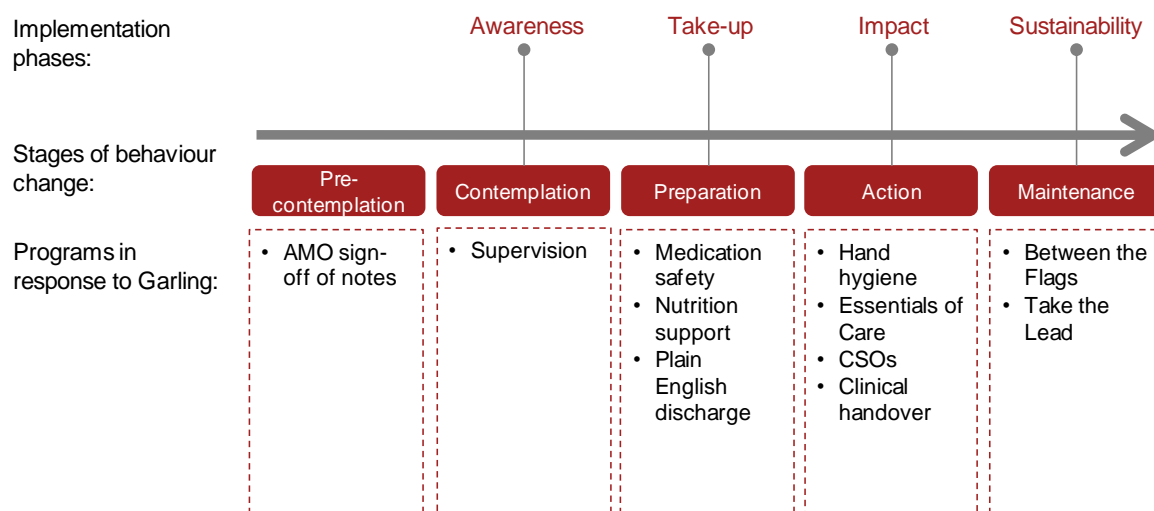 Implementation
phases:
Awareness
Take-up
Impact
Sustainability
Stages of behaviour
change:
Pre-
contemplation
Contemplation
Preparation
Action
Maintenance
Programs in
response to Garling:
• AMO sign-
off of notes
• Supervision
• Medication
safety
• Nutrition
support
• Plain
English
discharge
• Hand
hygiene
• Essentials of
Care
• CSOs
• Clinical
handover
• Between the
Flags
• Take the
Lead